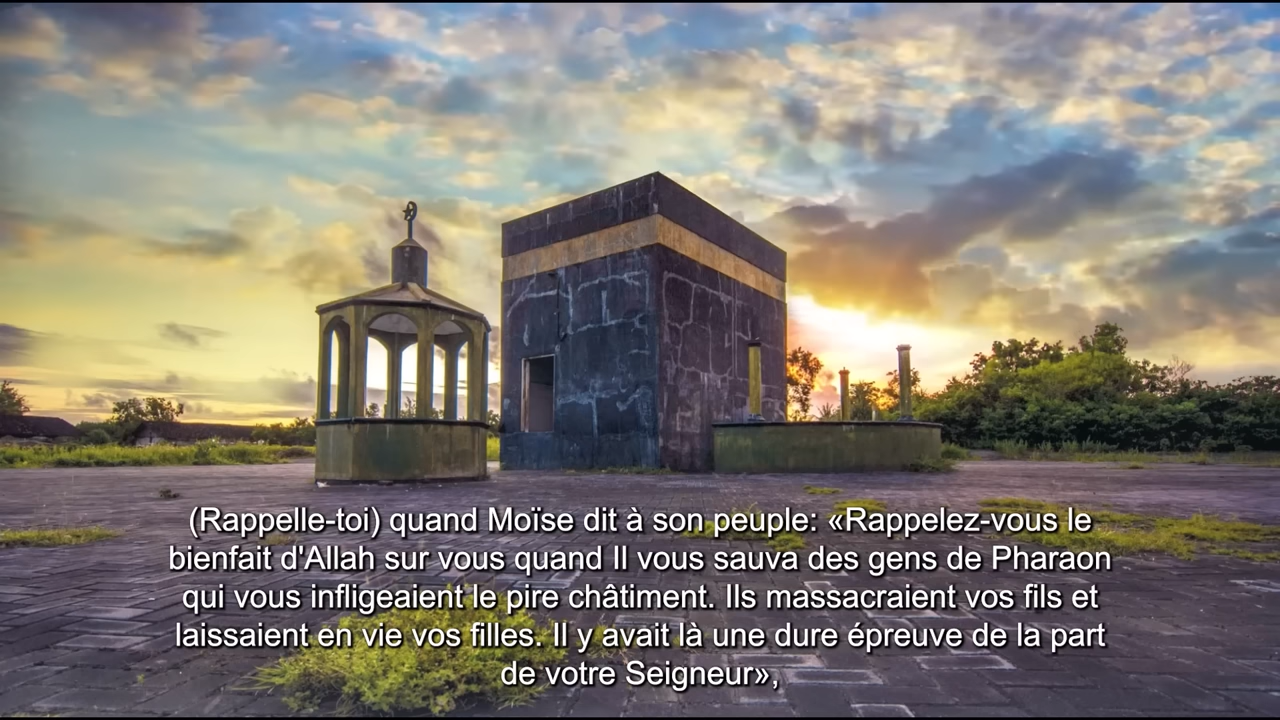 (Rappelle-toi) quand Moïse dit à son peuple: «Rappelez-vous le
bienfait d'Allah sur vous quand Il vous sauva des gens de Pharaon
qui vous infligeaient le pire châtiment. Ils massacraient vos fils et
laissaient en vie vos filles. Il y avait là une dure épreuve de la part
de votre Seigneur»,